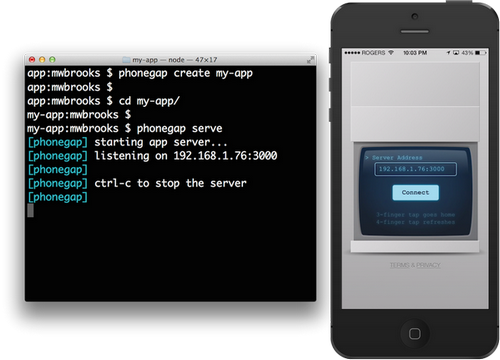 my-app — node — 47×17
app:mwbrooks $ phonegap create my-app
app:mwbrooks $
app:mwbrooks $ cd my-app/
my-app:mwbrooks $
my-app:mwbrooks $ phonegap serve
[phonegap] starting app server...
[phonegap] listening on 192.168.1.76:3000
[phonegap]
[phonegap] ctrl-c to stop the server
[phonegap]
ROGERS 10:03 PM 43%
> Server Address
192.168.1.76:3000
Connect
3-finger tap goes home
4-finger tap refreshes
TERMS & PRIVACY